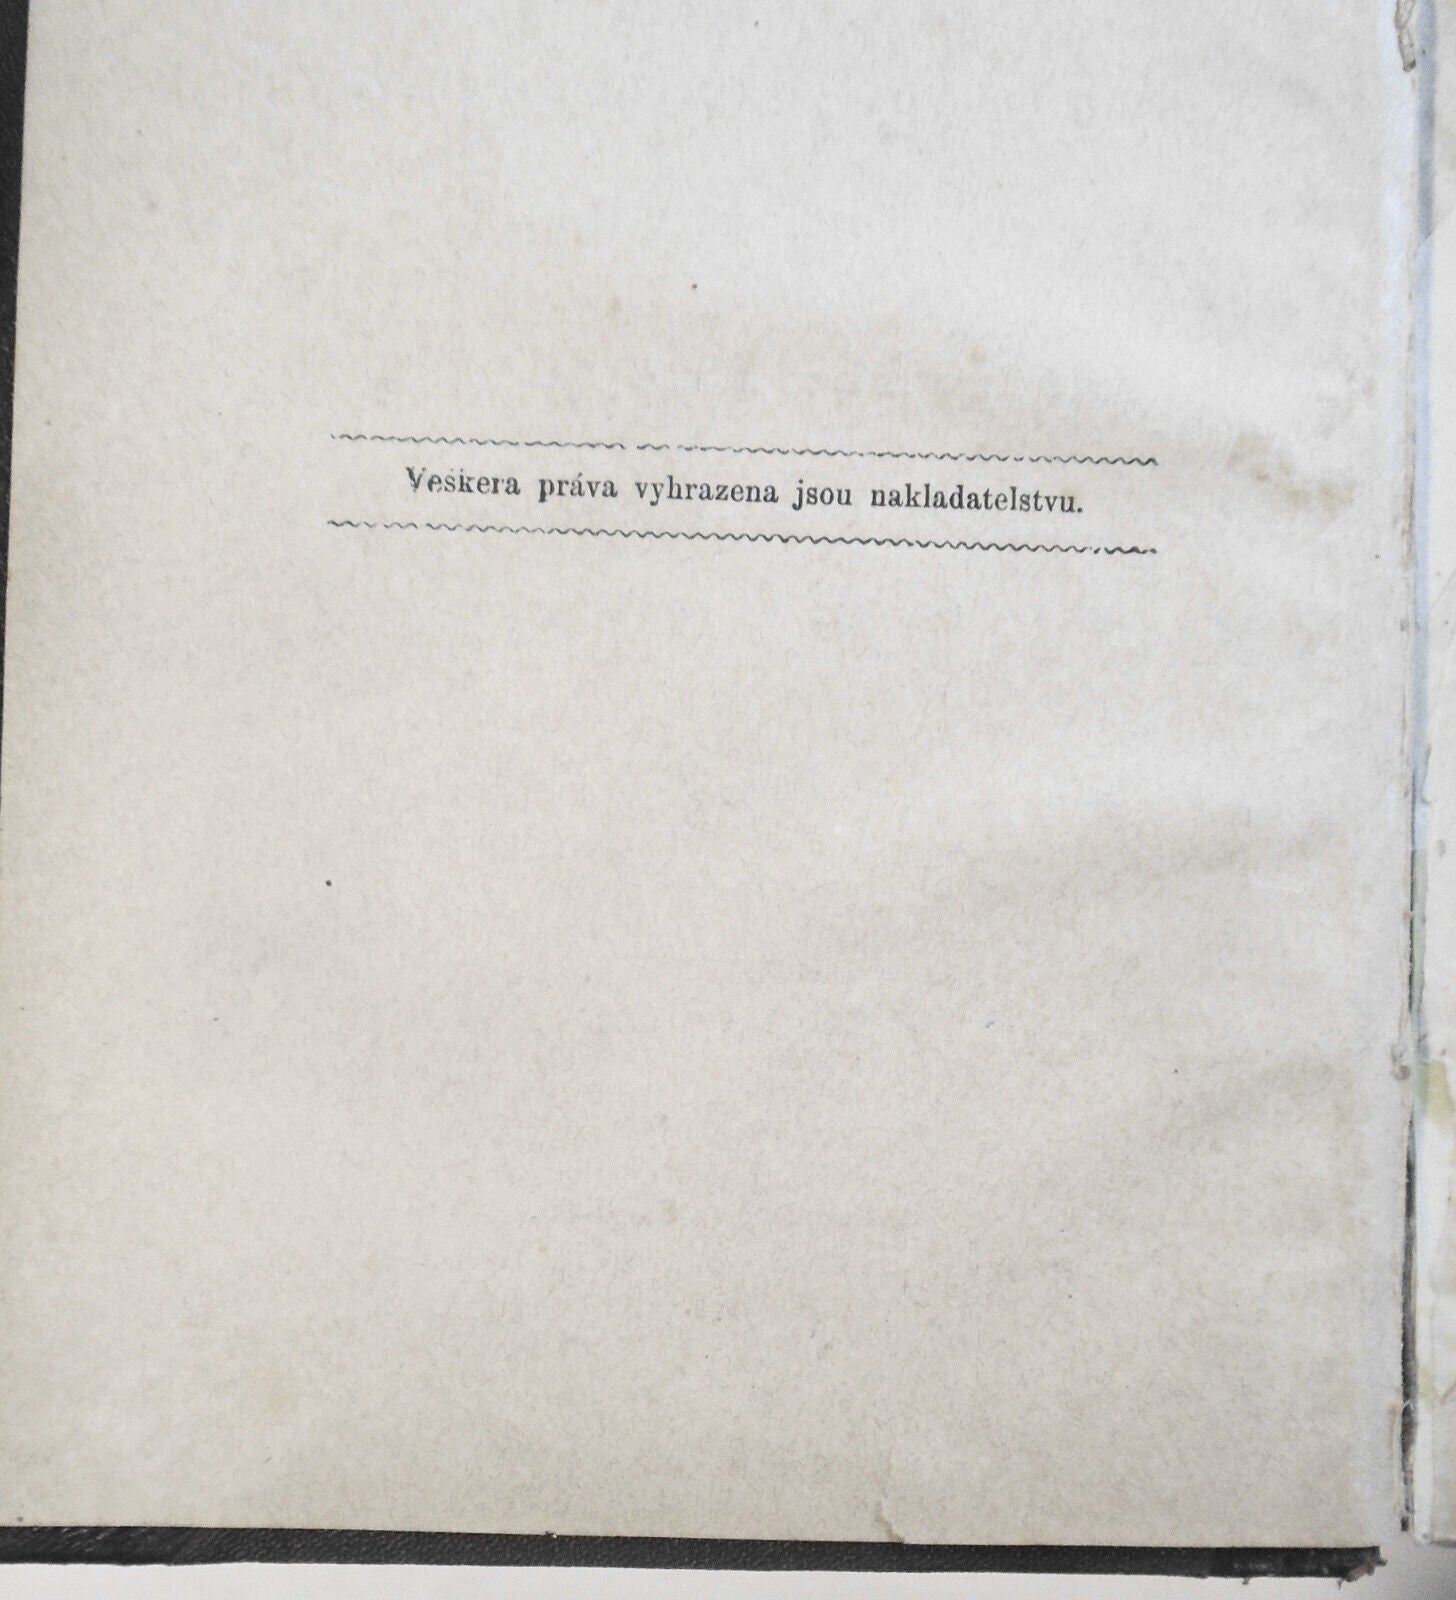 Veškera práva vyhrazena jsou nakladatelstvu.